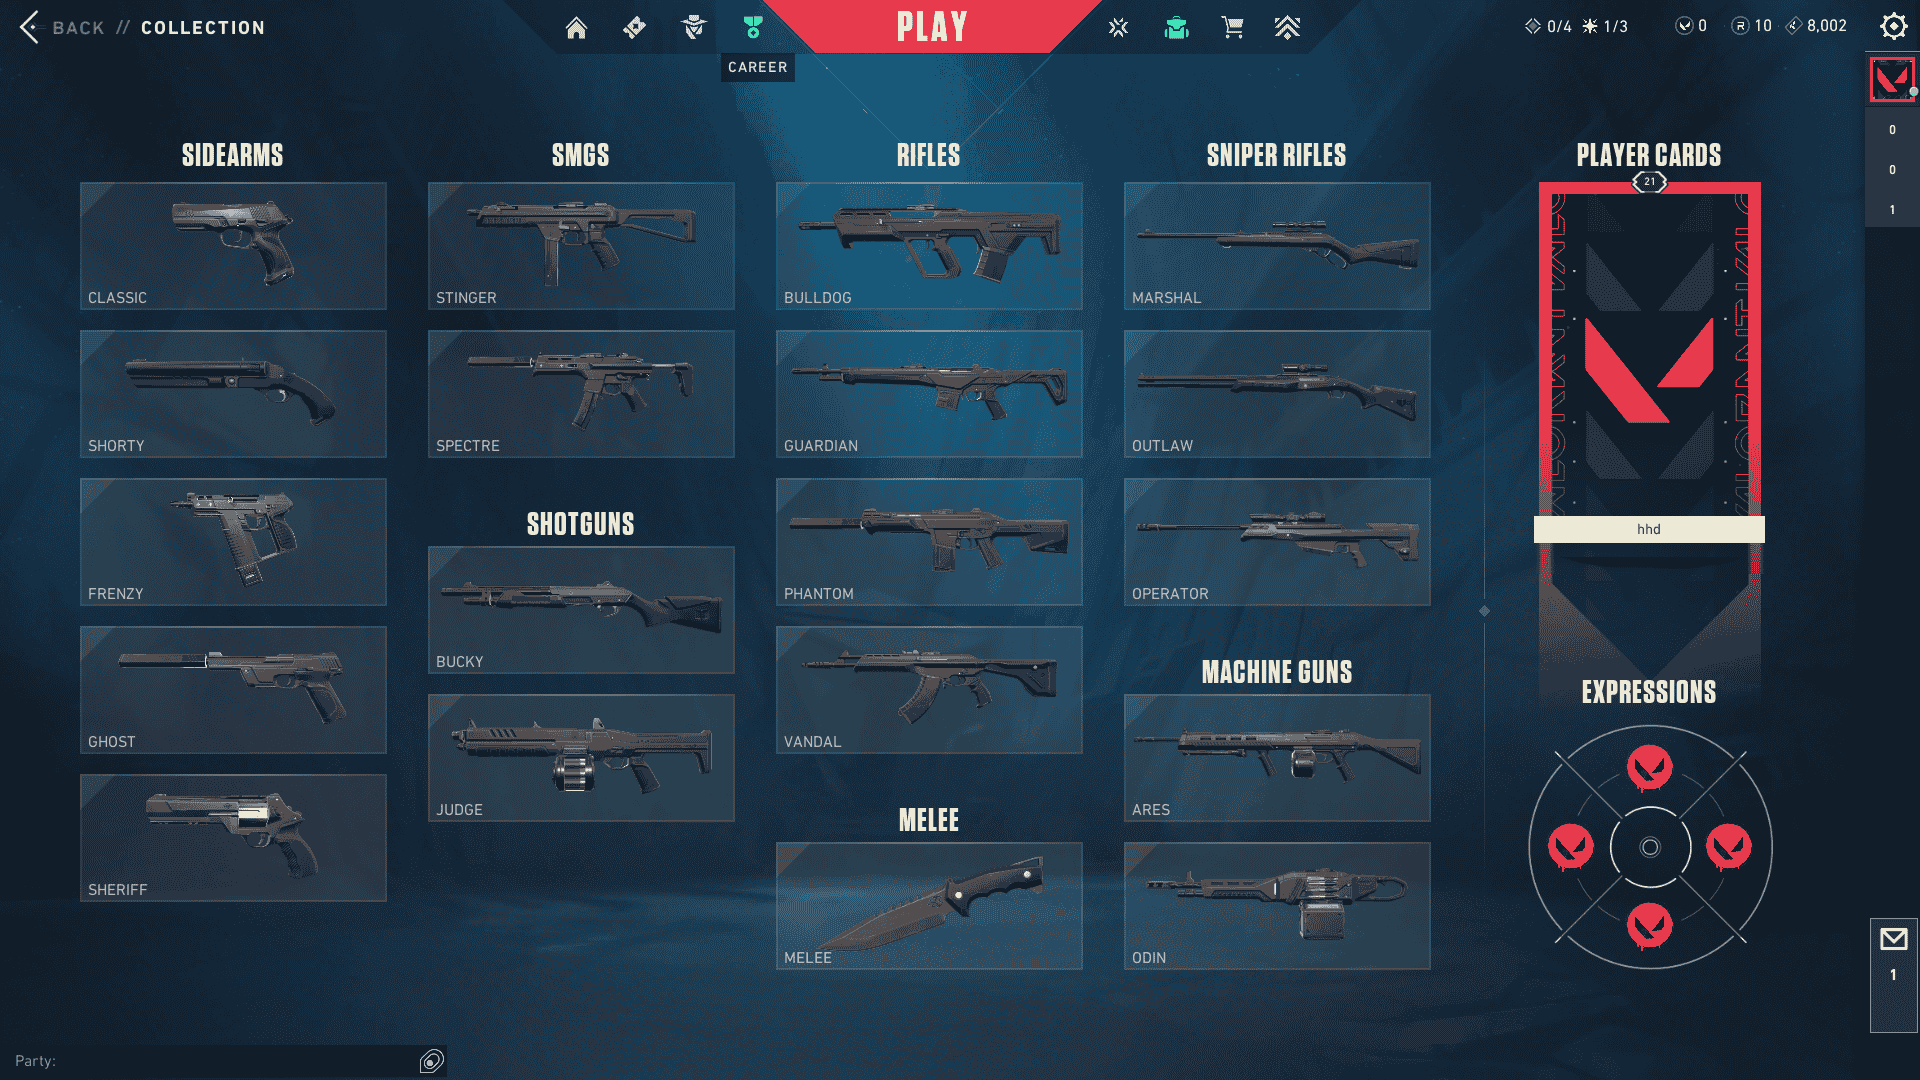 BACK // COLLECTION
PLAY
0/4 1/3 0 10 8,002
CAREER
0
0
1
SIDEARMS
CLASSIC
SHORTY
FRENZY
GHOST
SHERIFF
SMGS
STINGER
SPECTRE
SHOTGUNS
BUCKY
JUDGE
RIFLES
BULLDOG
GUARDIAN
PHANTOM
VANDAL
MELEE
MELEE
SNIPER RIFLES
MARSHAL
OUTLAW
OPERATOR
MACHINE GUNS
ARES
ODIN
PLAYER CARDS
21
hhd
EXPRESSIONS
1
Party: